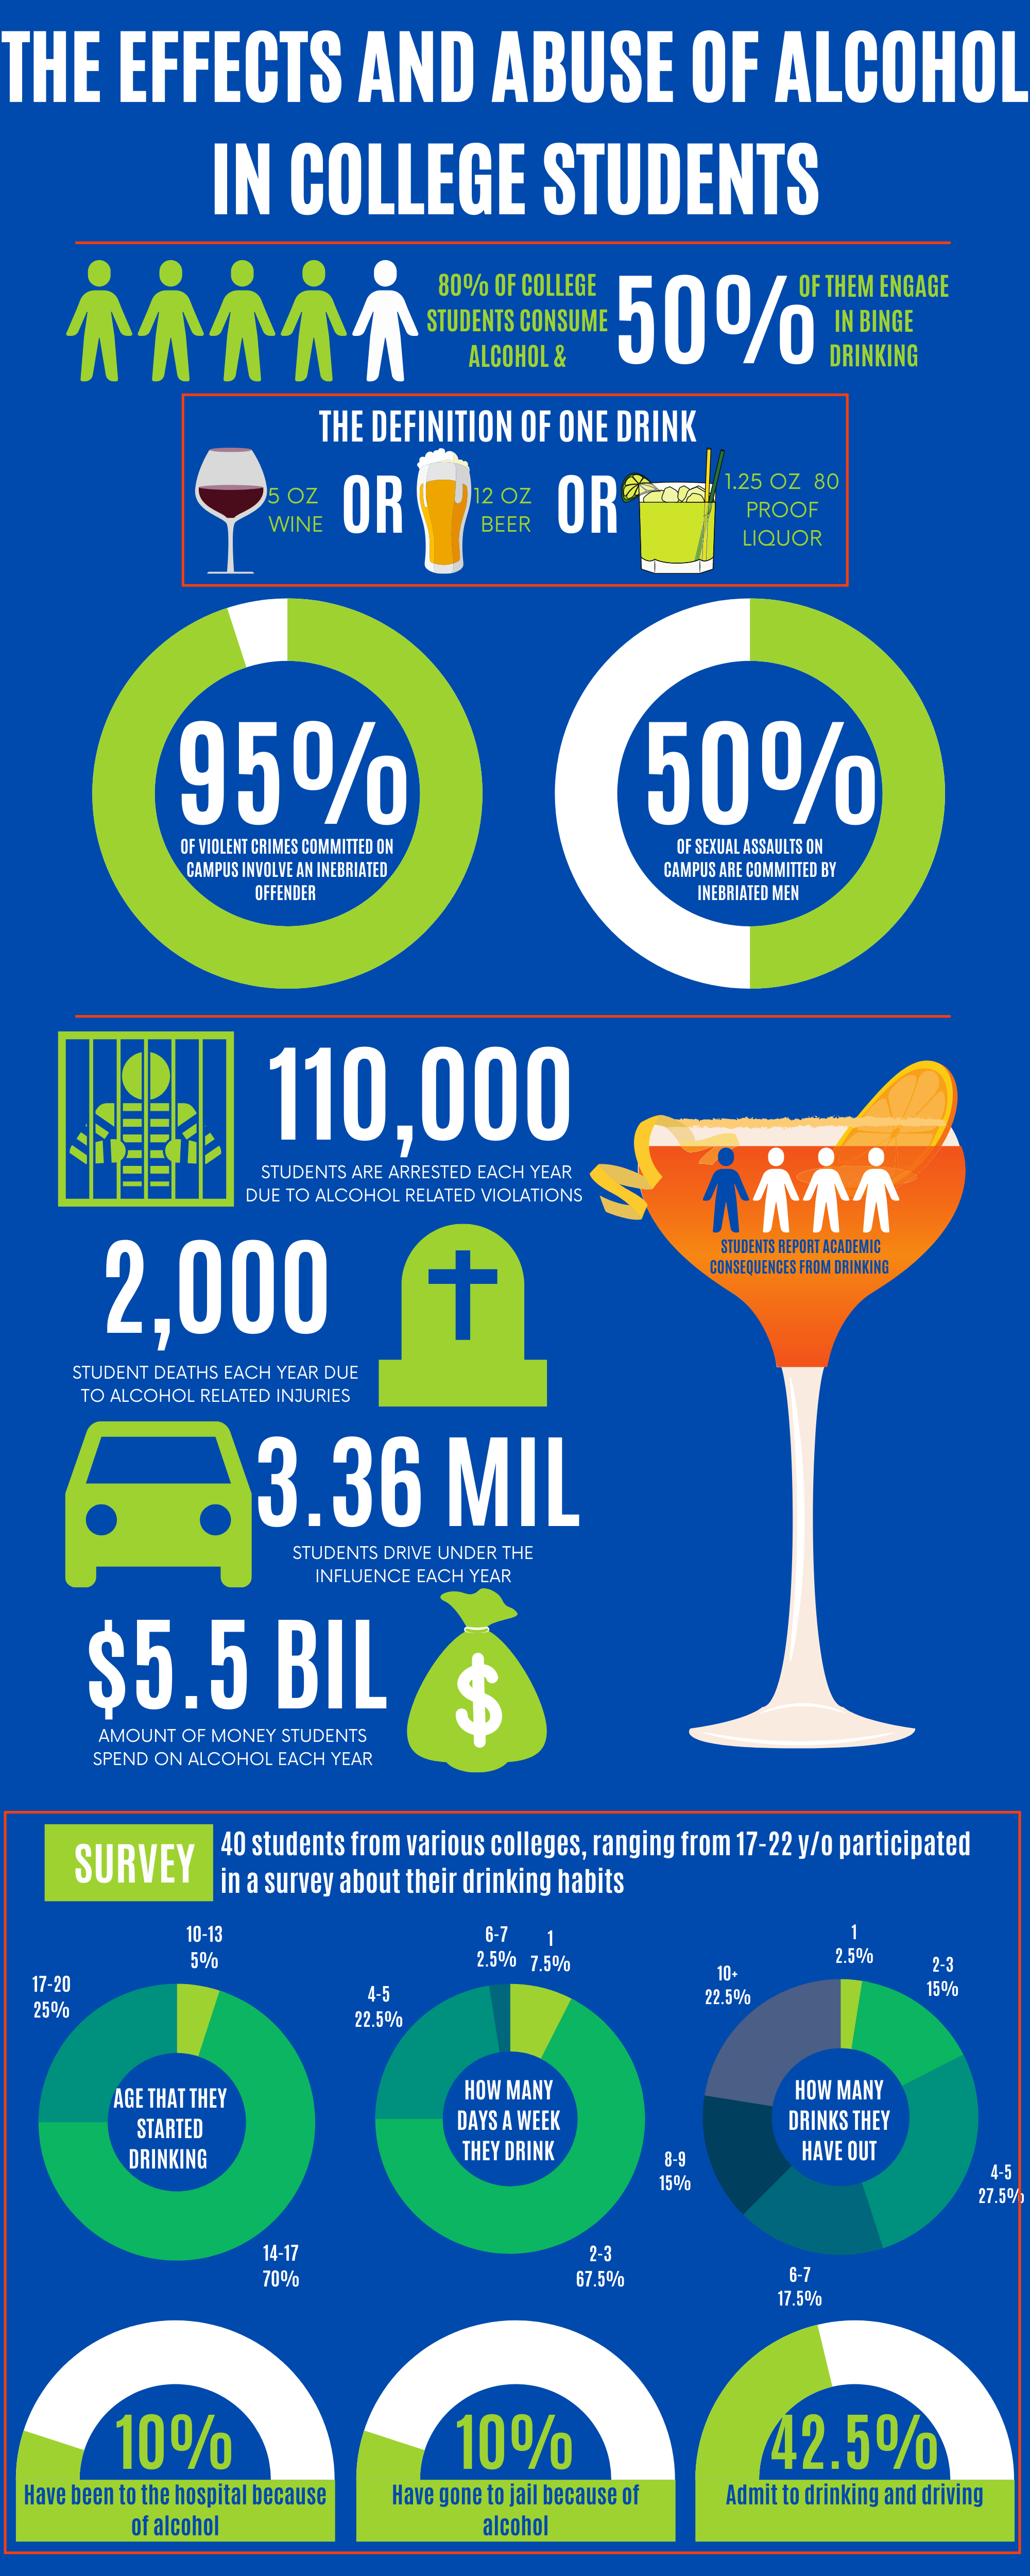 THE EFFECTS AND ABUSE OF ALCOHOL
IN COLLEGE STUDENTS
80% OF COLLEGE
STUDENTS CONSUME
ALCOHOL &
50%
OF THEM ENGAGE
IN BINGE
DRINKING
THE DEFINITION OF ONE DRINK
5 OZ
WINE
OR
12 OZ
BEER
OR
1.25 OZ 80
PROOF
LIQUOR
95%
OF VIOLENT CRIMES COMMITTED ON
CAMPUS INVOLVE AN INEBRIATED
OFFENDER
50%
OF SEXUAL ASSAULTS ON
CAMPUS ARE COMMITTED BY
INEBRIATED MEN
110,000
STUDENTS ARE ARRESTED EACH YEAR
DUE TO ALCOHOL RELATED VIOLATIONS
STUDENTS REPORT ACADEMIC
CONSEQUENCES FROM DRINKING
2,000
STUDENT DEATHS EACH YEAR DUE
TO ALCOHOL RELATED INJURIES
3.36 MIL
STUDENTS DRIVE UNDER THE
INFLUENCE EACH YEAR
$5.5 BIL
$
AMOUNT OF MONEY STUDENTS
SPEND ON ALCOHOL EACH YEAR
SURVEY
40 students from various colleges, ranging from 17-22 y/o participated
in a survey about their drinking habits
10-13
5%
17-20
25%
AGE THAT THEY
STARTED
DRINKING
14-17
70%
6-7
2.5%
1
7.5%
4-5
22.5%
HOW MANY
DAYS A WEEK
THEY DRINK
2-3
67.5%
1
2.5%
2-3
15%
10+
22.5%
HOW MANY
DRINKS THEY
HAVE OUT
8-9
15%
4-5
27.5%
6-7
17.5%
10%
Have been to the hospital because
of alcohol
10%
Have gone to jail because of
alcohol
42.5%
Admit to drinking and driving